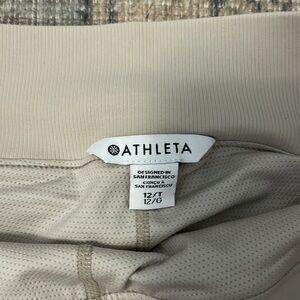 ATHLETA
DESIGNED IN
SAN FRANCISCO
CONÇU À
SAN FRANCISCO
12/T
12/G